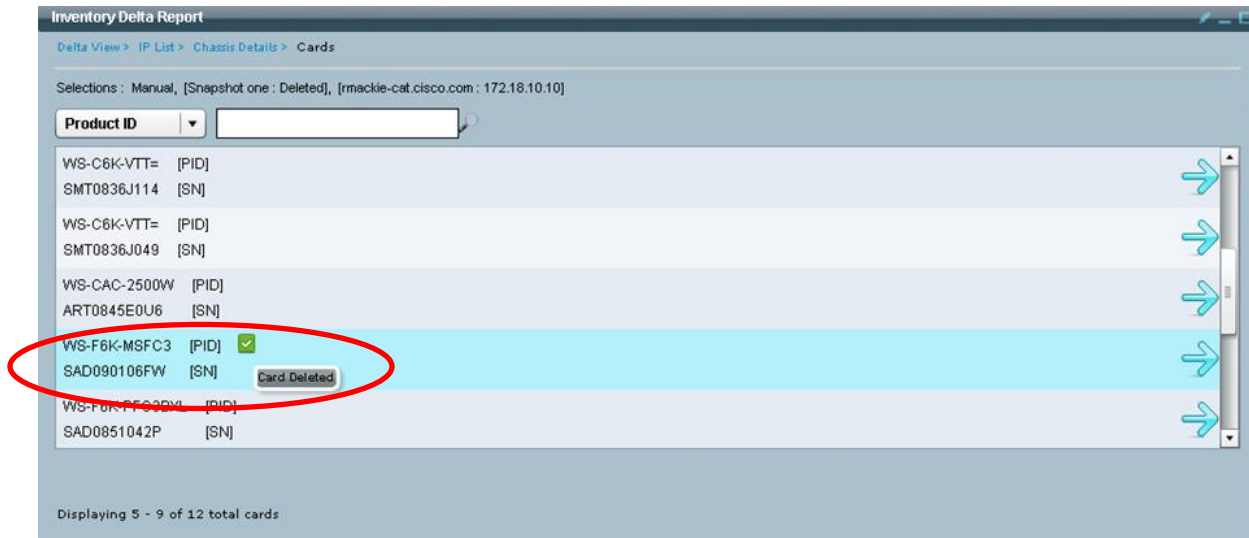 Inventory Delta Report
Delta View > IP List > Chassis Details > Cards
Selections : Manual, [Snapshot one : Deleted], [rmackie-cat.cisco.com : 172.18.10.10]
Product ID
WS-C6K-VTT= [PID]
SMT0836J114 [SN]
WS-C6K-VTT= [PID]
SMT0836J049 [SN]
WS-CAC-2500W [PID]
ART0845E0U6 [SN]
WS-F6K-MSFC3 [PID]
SAD090106FW [SN]
Card Deleted
WS-F6K-PFC3BXL [PID]
SAD0851042P [SN]
Displaying 5 - 9 of 12 total cards